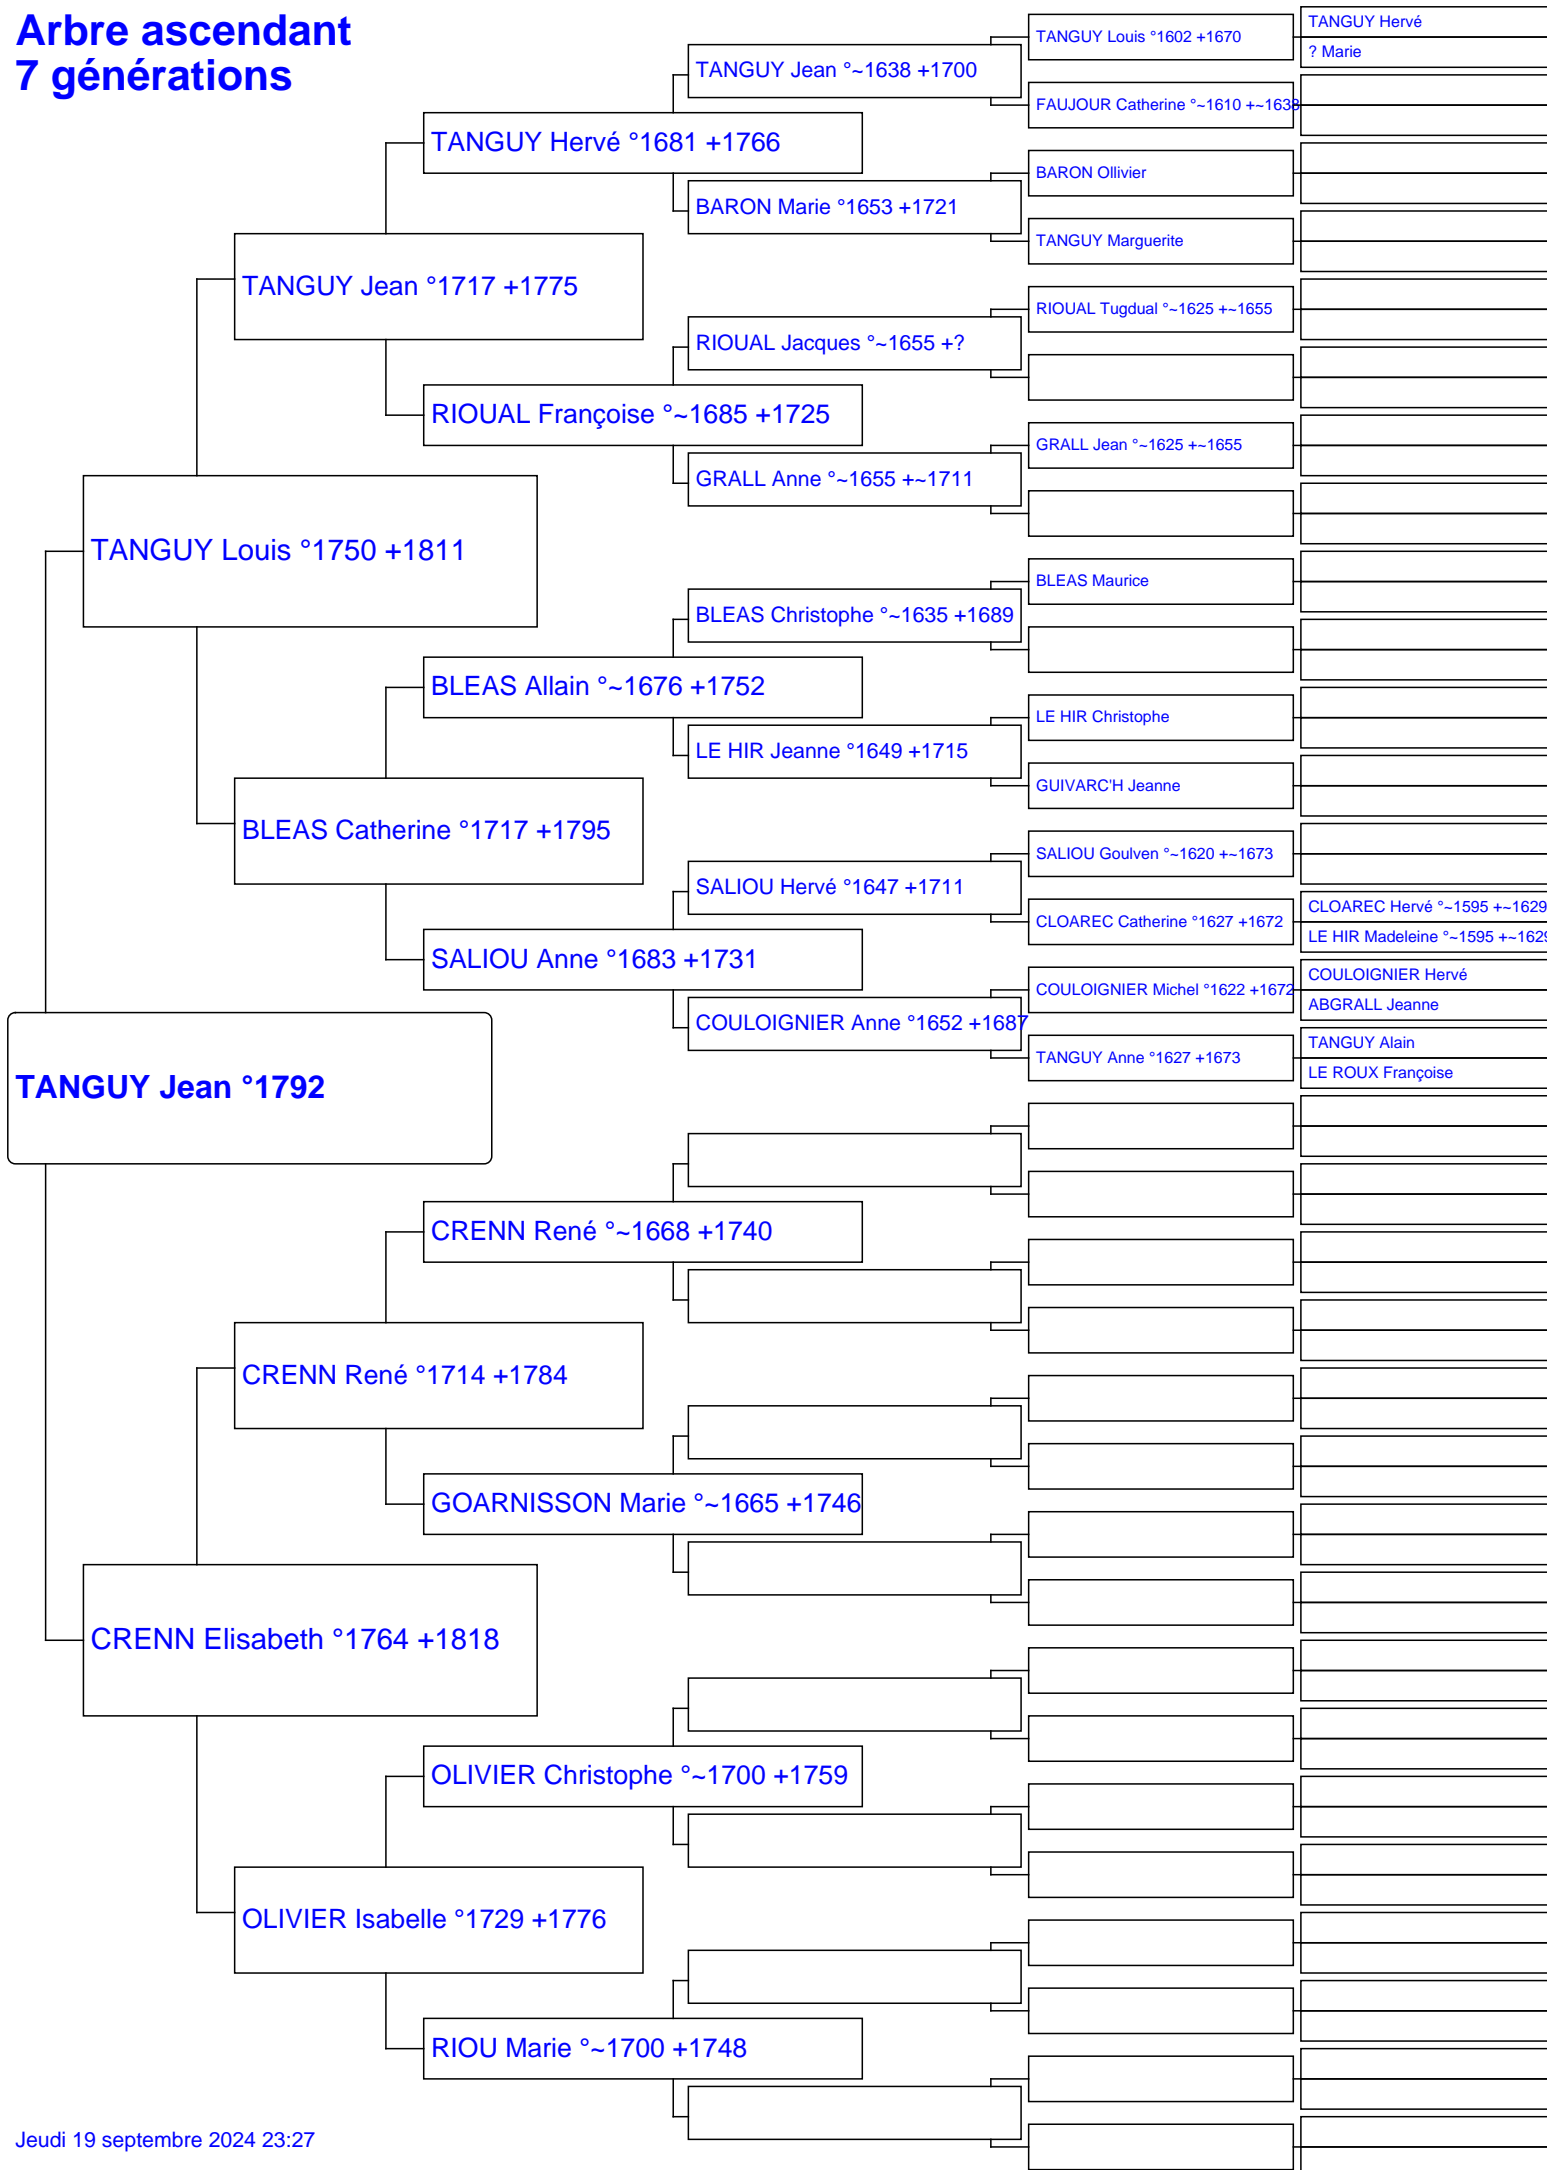 Arbre ascendant
7 générations
TANGUY Louis °1602 +1670
TANGUY Hervé
? Marie
TANGUY Jean °~1638 +1700
FAUJOUR Catherine °~1610 +~1638
TANGUY Hervé °1681 +1766
BARON Ollivier
BARON Marie °1653 +1721
TANGUY Marguerite
TANGUY Jean °1717 +1775
RIOUAL Tugdual °~1625 +~1655
RIOUAL Jacques °~1655 +?
RIOUAL Françoise °~1685 +1725
GRALL Jean °~1625 +~1655
GRALL Anne °~1655 +~1711
TANGUY Louis °1750 +1811
BLEAS Maurice
BLEAS Christophe °~1635 +1689
BLEAS Allain °~1676 +1752
LE HIR Christophe
LE HIR Jeanne °1649 +1715
GUIVARC'H Jeanne
BLEAS Catherine °1717 +1795
SALIOU Goulven °~1620 +~1673
SALIOU Hervé °1647 +1711
CLOAREC Hervé °~1595 +~1629
CLOAREC Catherine °1627 +1672
LE HIR Madeleine °~1595 +~1629
SALIOU Anne °1683 +1731
COULOIGNIER Hervé
COULOIGNIER Michel °1622 +1672
ABGRALL Jeanne
COULOIGNIER Anne °1652 +1687
TANGUY Alain
TANGUY Anne °1627 +1673
LE ROUX Françoise
TANGUY Jean °1792
CRENN René °~1668 +1740
CRENN René °1714 +1784
GOARNISSON Marie °~1665 +1746
CRENN Elisabeth °1764 +1818
OLIVIER Christophe °~1700 +1759
OLIVIER Isabelle °1729 +1776
RIOU Marie °~1700 +1748
Jeudi 19 septembre 2024 23:27